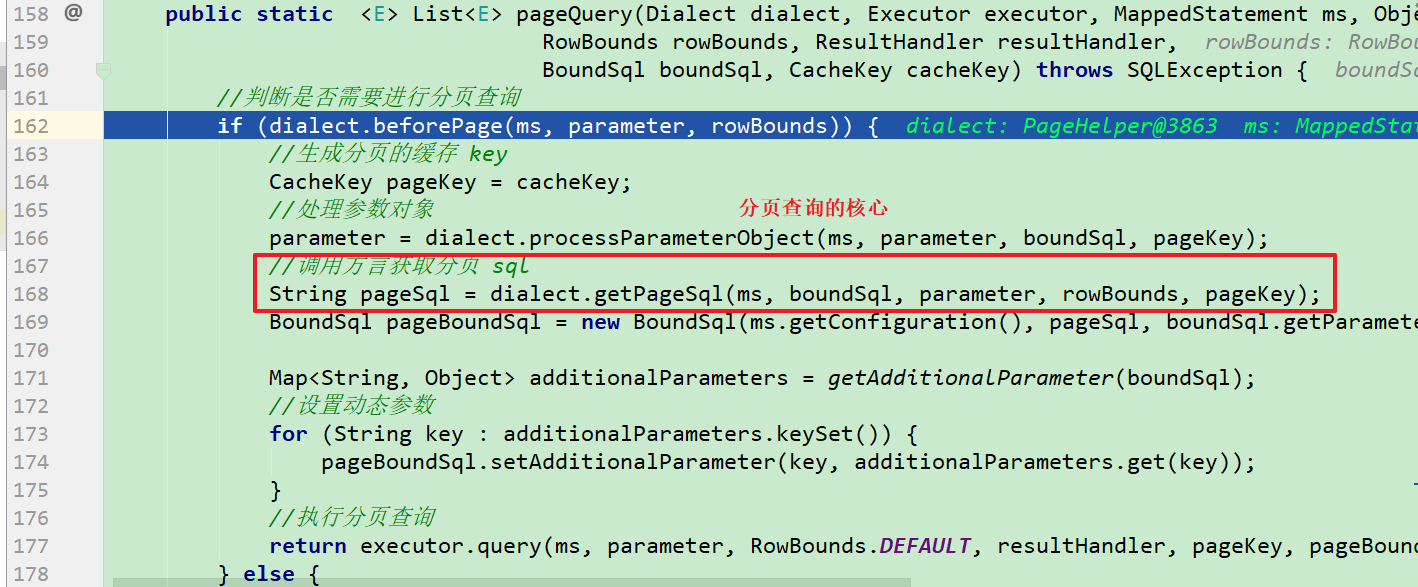 158 @ public static <E> List<E> pageQuery(Dialect dialect, Executor executor, MappedStatement ms, Obje
159 RowBounds rowBounds, ResultHandler resultHandler, rowBounds: RowBou
160 BoundSql boundSql, CacheKey cacheKey) throws SQLException { boundSq
161 //判断是否需要进行分页查询
162 if (dialect.beforePage(ms, parameter, rowBounds)) { dialect: PageHelper@3863 ms: MappedStat
163 //生成分页的缓存 key
164 CacheKey pageKey = cacheKey;
165 //处理参数对象 分页查询的核心
166 parameter = dialect.processParameterObject(ms, parameter, boundSql, pageKey);
167 //调用方言获取分页 sql
168 String pageSql = dialect.getPageSql(ms, boundSql, parameter, rowBounds, pageKey);
169 BoundSql pageBoundSql = new BoundSql(ms.getConfiguration(), pageSql, boundSql.getParamete
170
171 Map<String, Object> additionalParameters = getAdditionalParameter(boundSql);
172 //设置动态参数
173 for (String key : additionalParameters.keySet()) {
174 pageBoundSql.setAdditionalParameter(key, additionalParameters.get(key));
175 }
176 //执行分页查询
177 return executor.query(ms, parameter, RowBounds.DEFAULT, resultHandler, pageKey, pageBound
178 } else {